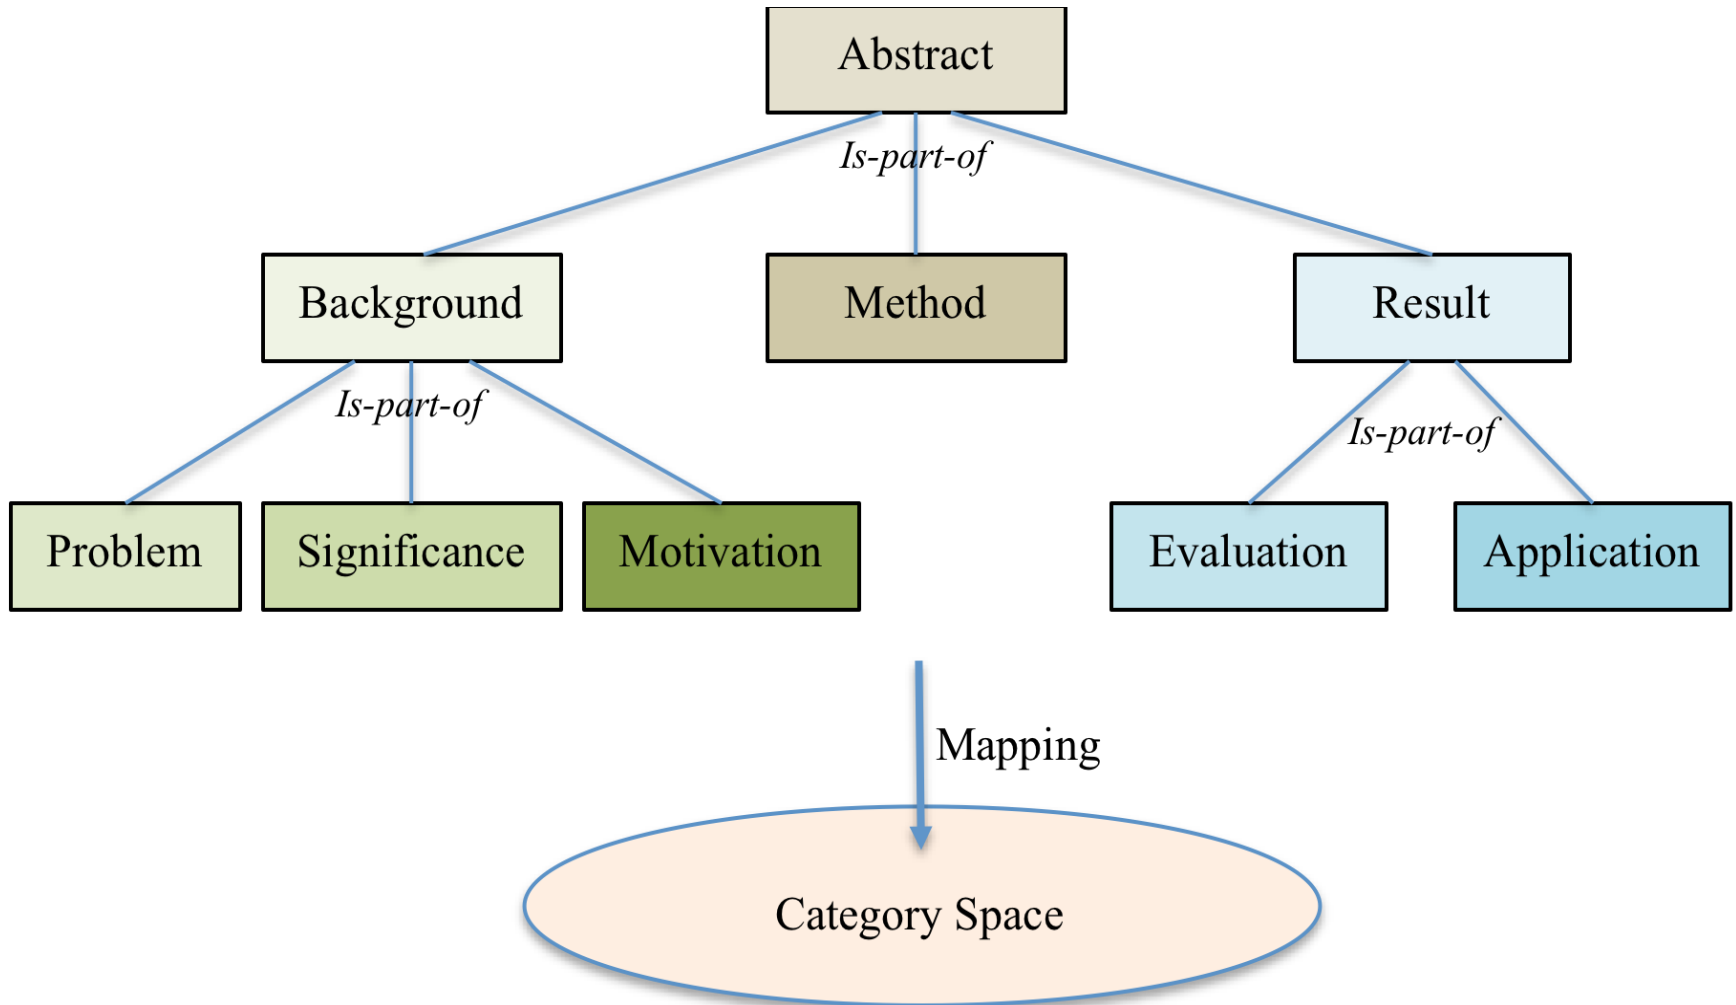 Abstract
Is-part-of
Background
Method
Result
Is-part-of
Is-part-of
Problem
Significance
Motivation
Evaluation
Application
Mapping
Category Space